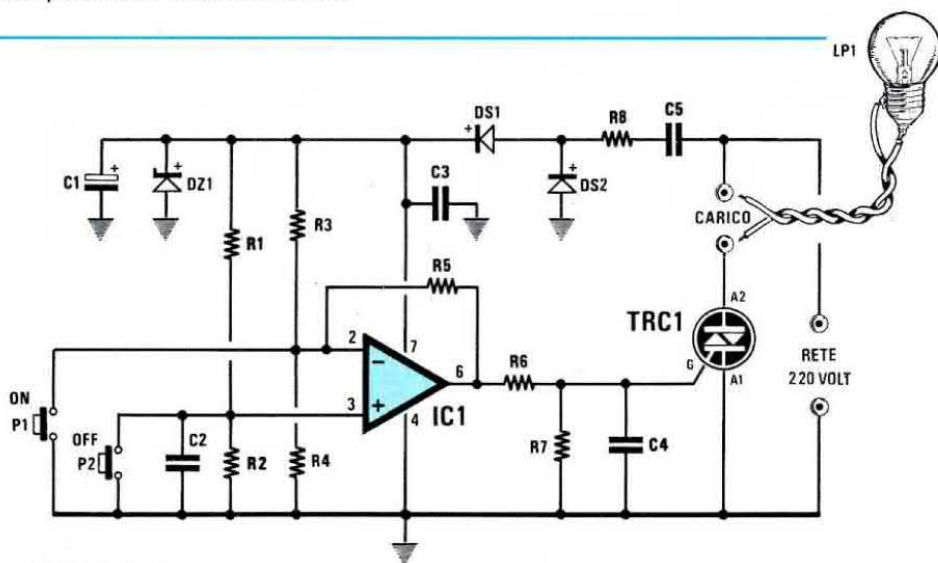 LP1
DS1
R8
C5
C1
DZ1
C3
DS2
R1
R3
CARICO
R5
A2
TRC1
2
7
6
R6
G
A1
RETE
220 VOLT
ON
P1
3
4
IC1
OFF
P2
C2
R2
R4
R7
C4